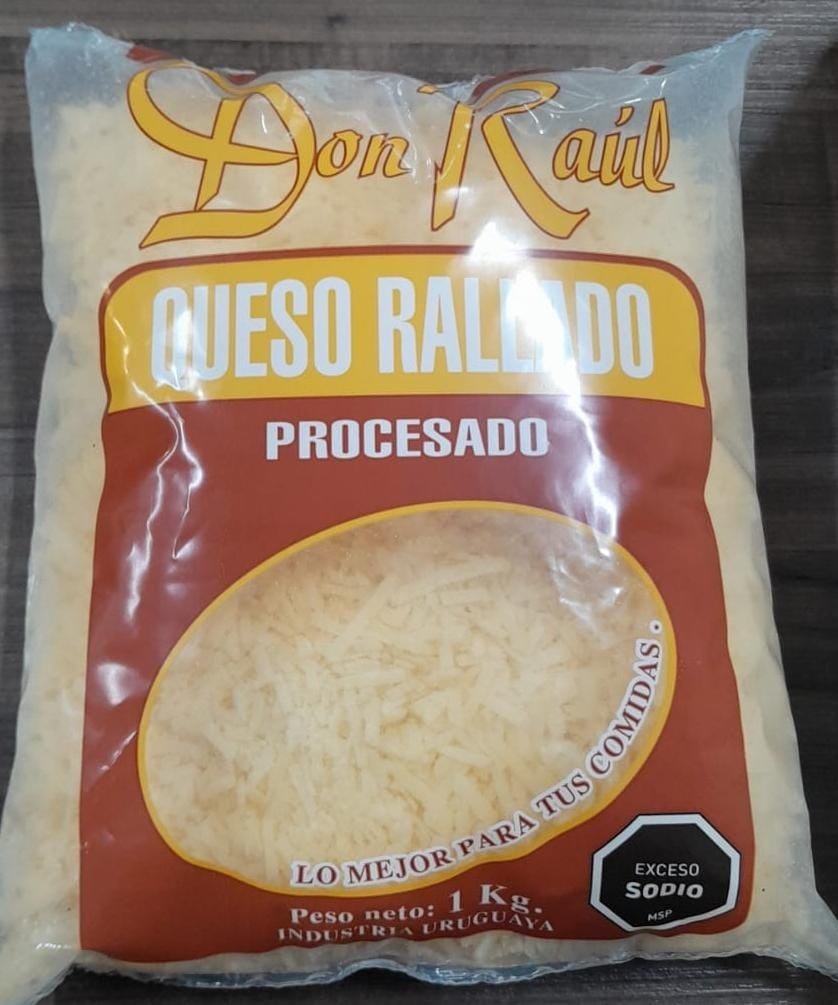 Don Raúl
QUESO RALLADO
PROCESADO
LO MEJOR PARA TUS COMIDAS.
Peso neto: 1 Kg.
INDUSTRIA URUGUAYA
EXCESO
SODIO
MSP